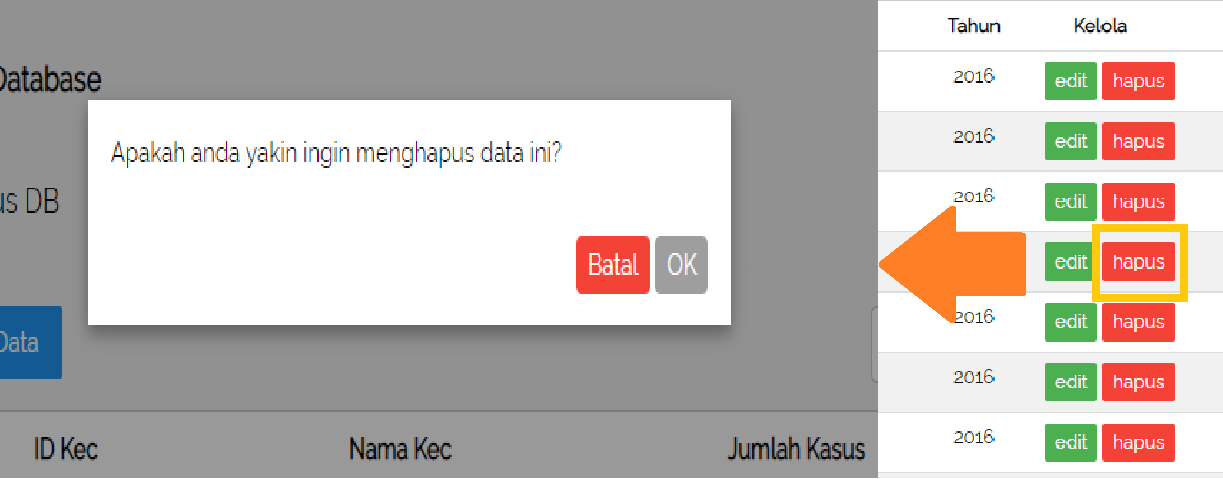 Database
Apakah anda yakin ingin menghapus data ini?
us DB
Batal OK
Data
ID Kec Nama Kec Jumlah Kasus
Tahun Kelola
2016 edit hapus
2016 edit hapus
2016 edit hapus
edit hapus
2016 edit hapus
2016 edit hapus
2016 edit hapus